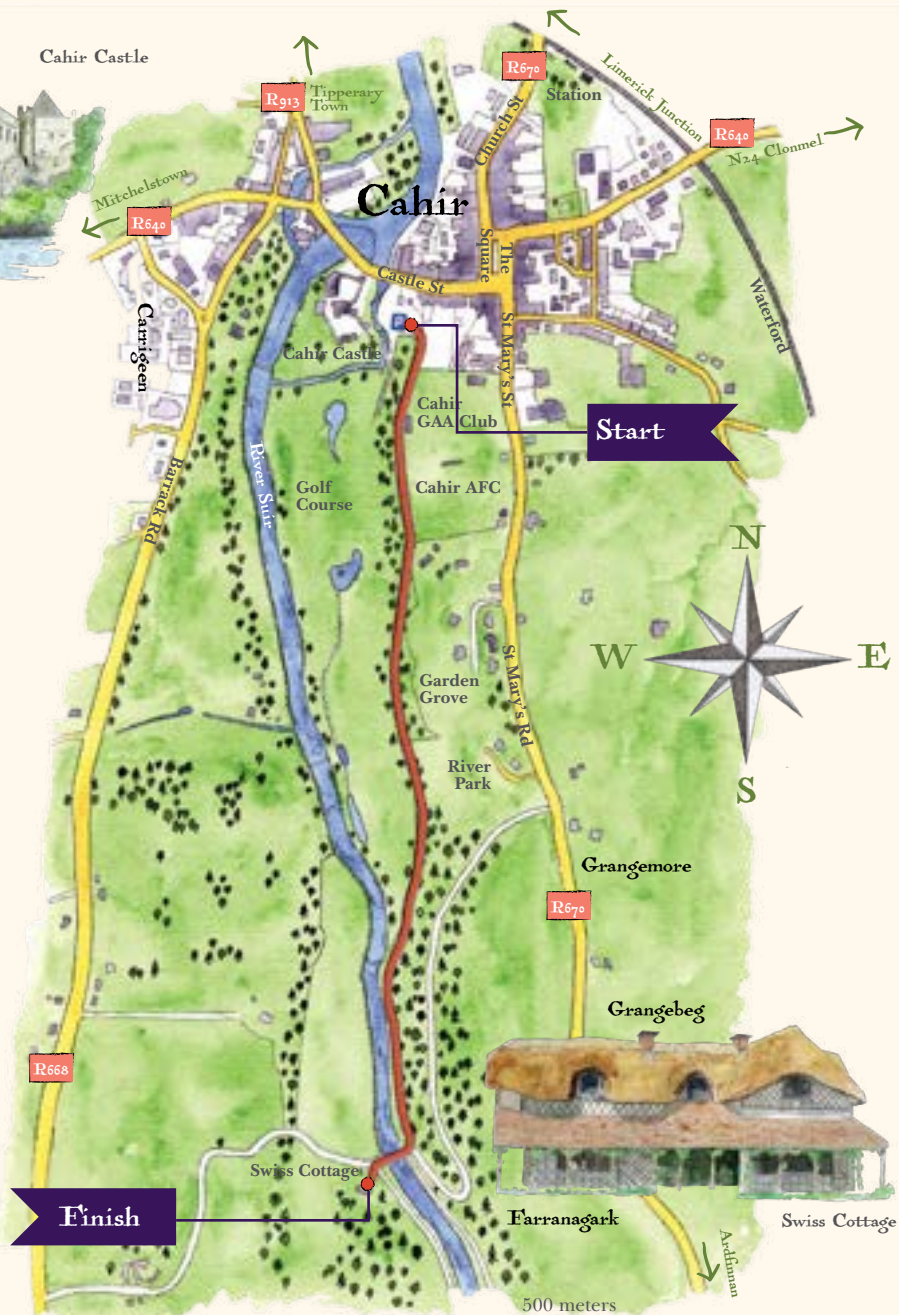 Cahir Castle
R670
Limerick Junction
Station
R913
Tipperary
Town
Church St
R640
N24 Clonmel
Mitchelstown
R640
Cahir
The
Square
Castle St
Waterford
Carrigeen
Cahir Castle
St Mary's St
Cahir
GAA Club
Start
River Suir
Barrack Rd
Golf
Course
Cahir AFC
N
W
E
S
St Mary's Rd
Garden
Grove
River
Park
Grangemore
R670
Grangebeg
R668
Swiss Cottage
Finish
Farranagark
Swiss Cottage
Ardfinnan
500 meters